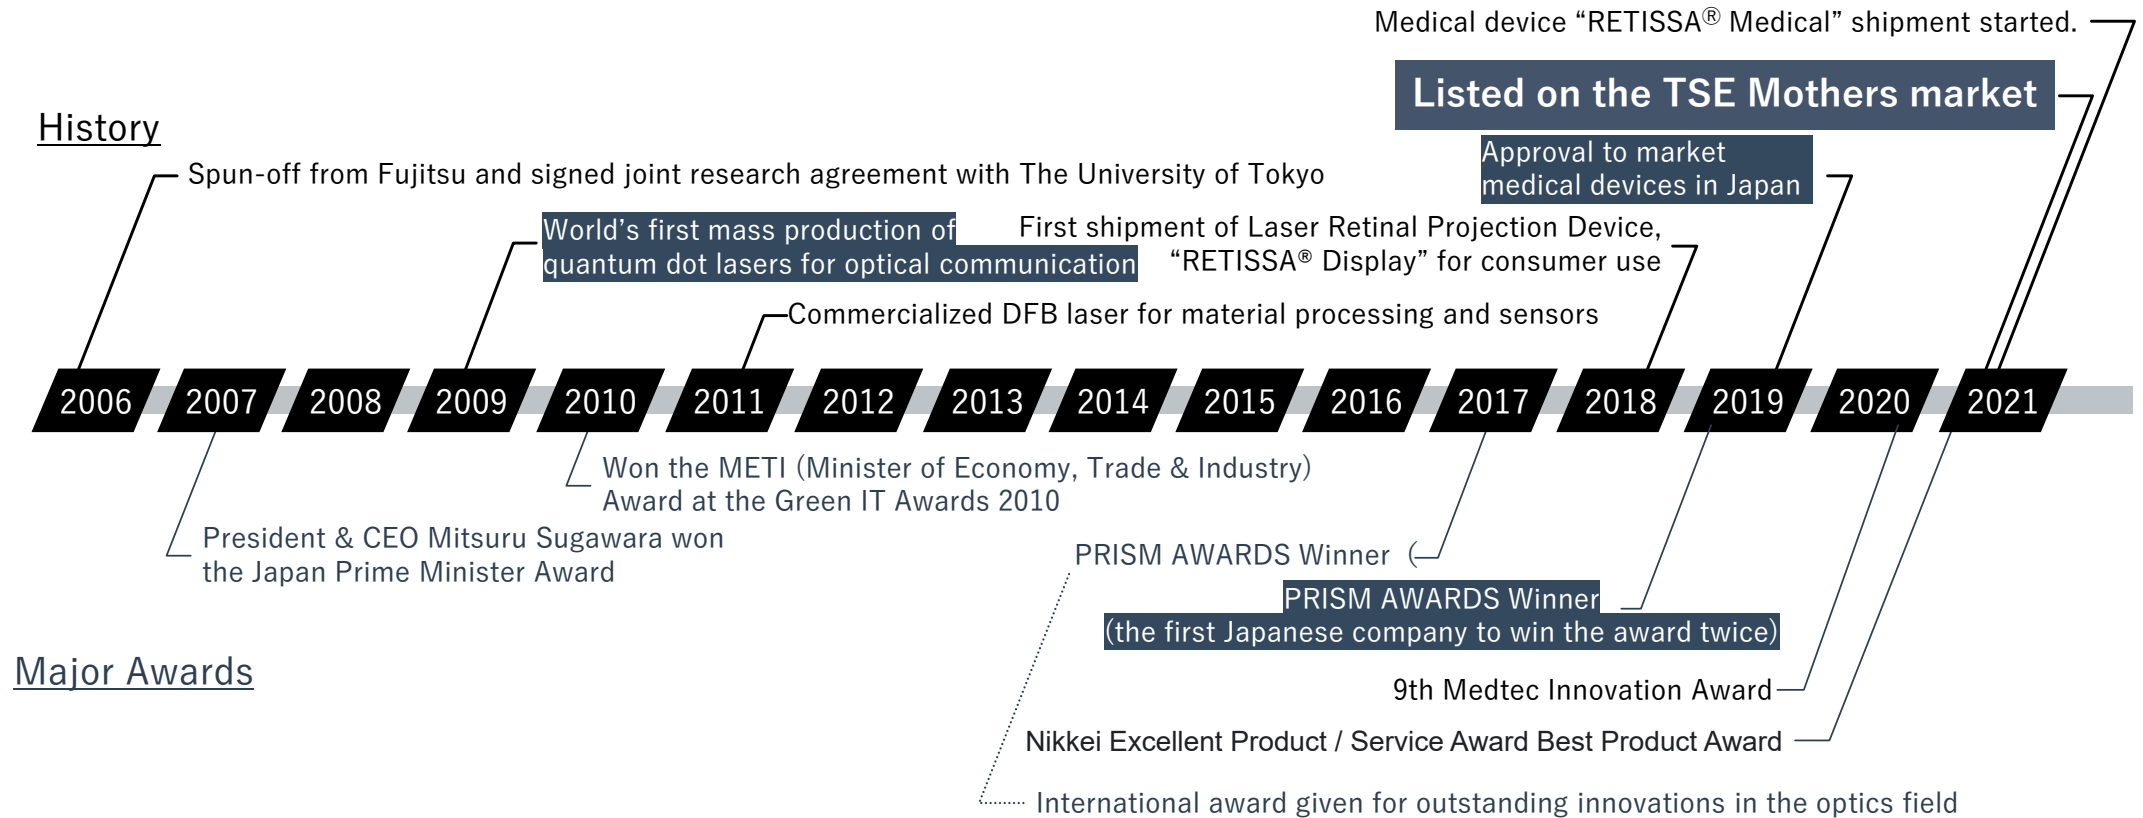 Medical device “RETISSA® Medical” shipment started.
Listed on the TSE Mothers market
History
Approval to market
medical devices in Japan
Spun-off from Fujitsu and signed joint research agreement with The University of Tokyo
World’s first mass production of
quantum dot lasers for optical communication
First shipment of Laser Retinal Projection Device,
“RETISSA® Display” for consumer use
Commercialized DFB laser for material processing and sensors
2006 2007 2008 2009 2010 2011 2012 2013 2014 2015 2016 2017 2018 2019 2020 2021
Won the METI (Minister of Economy, Trade & Industry)
Award at the Green IT Awards 2010
President & CEO Mitsuru Sugawara won
the Japan Prime Minister Award
PRISM AWARDS Winner (
PRISM AWARDS Winner
(the first Japanese company to win the award twice)
Major Awards
9th Medtec Innovation Award
Nikkei Excellent Product / Service Award Best Product Award
International award given for outstanding innovations in the optics field